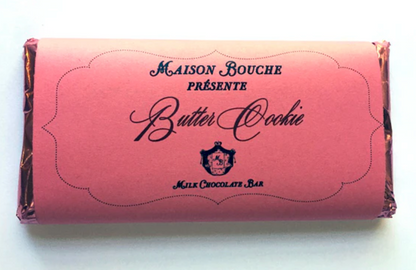 Maison Bouche
présente
Butter Cookie
Milk Chocolate Bar